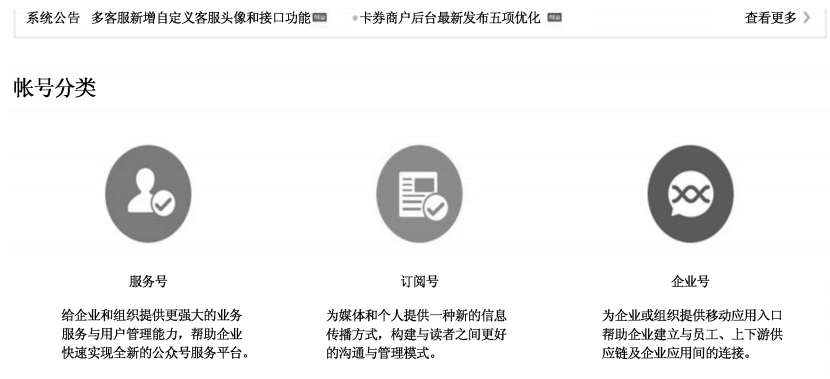 系统公告 多客服新增自定义客服头像和接口功能 卡券商户后台最新发布五项优化 查看更多
帐号分类
服务号 订阅号 企业号
给企业和组织提供更强大的业务
服务与用户管理能力，帮助企业
快速实现全新的公众号服务平台。
为媒体和个人提供一种新的信息
传播方式，构建与读者之间更好
的沟通与管理模式。
为企业或组织提供移动应用入口
帮助企业建立与员工、上下游供
应链及企业应用间的连接。